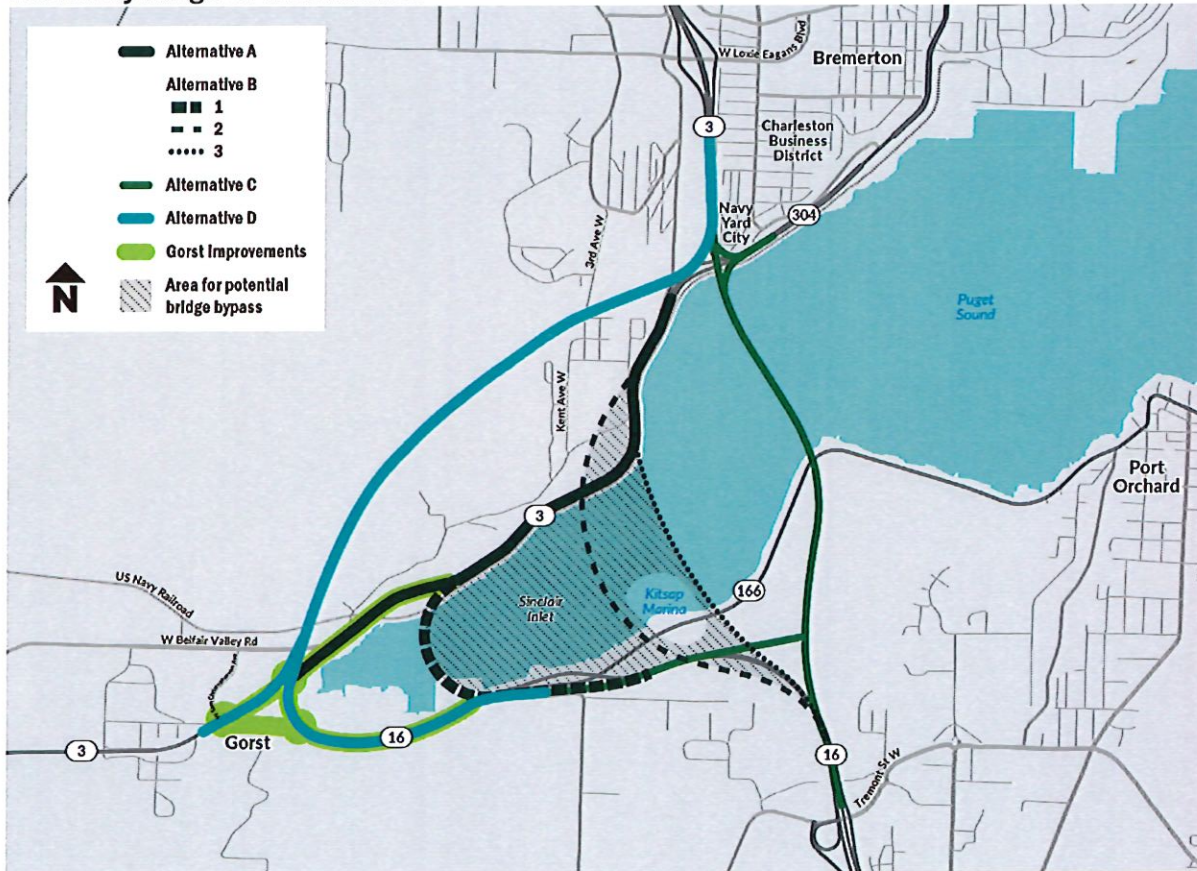 Alternative A
Alternative B
1
2
3
Alternative C
Alternative D
Gorst Improvements
Area for potential
bridge bypass
N
W Loxie Eagans Blvd
Bremerton
3
Charleston
Business
District
Navy
Yard
City
304
3rd Ave W
Puget
Sound
Kent Ave W
Port
Orchard
3
US Navy Railroad
Sinclair
Inlet
Kitsap
Marina
166
W Belfair Valley Rd
Gorst
3
16
16
Tremont St W